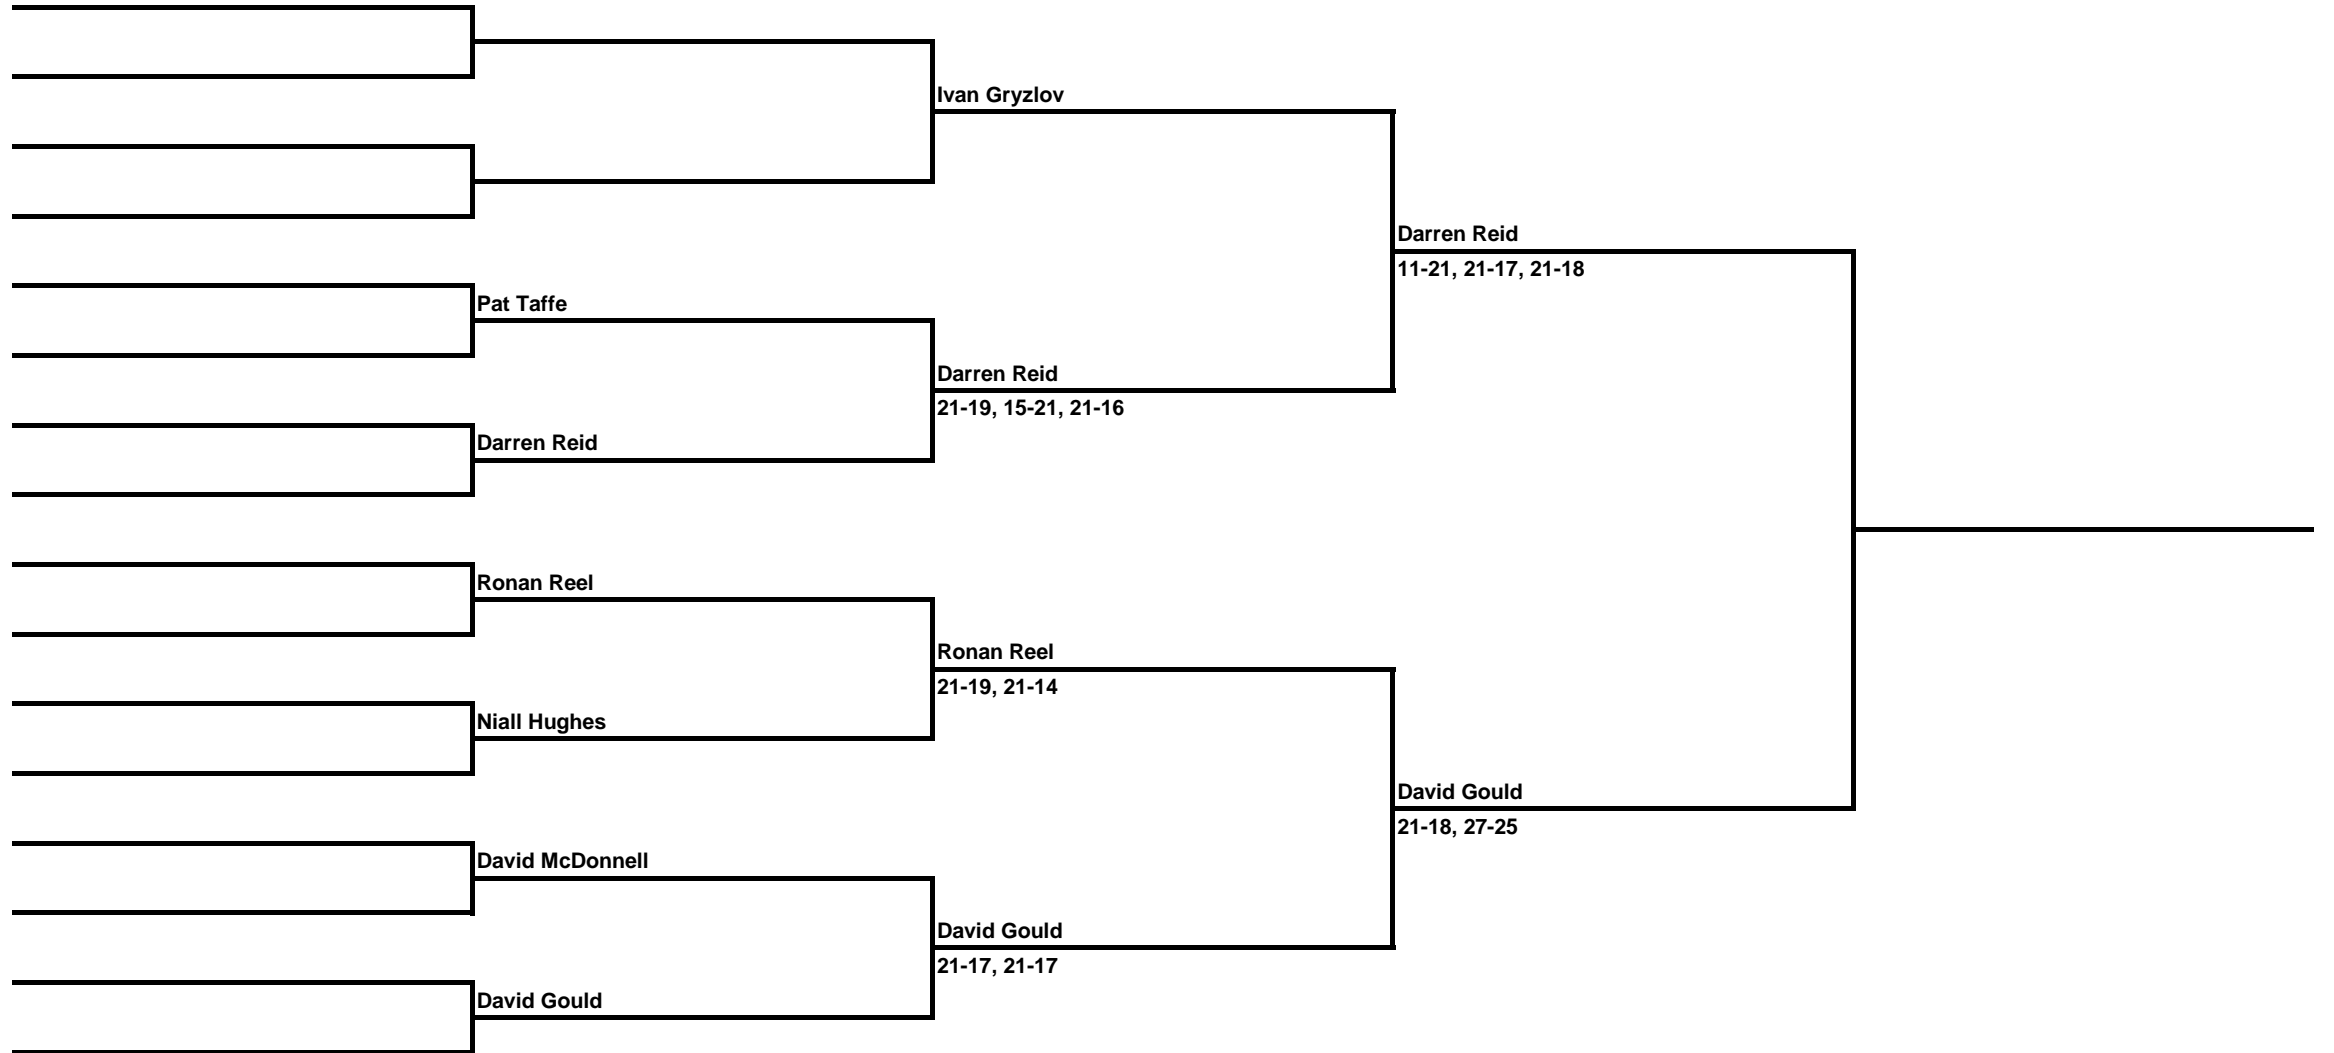 Ivan Gryzlov
Darren Reid
11-21, 21-17, 21-18
Pat Taffe
Darren Reid
21-19, 15-21, 21-16
Darren Reid
Ronan Reel
Ronan Reel
21-19, 21-14
Niall Hughes
David Gould
21-18, 27-25
David McDonnell
David Gould
21-17, 21-17
David Gould